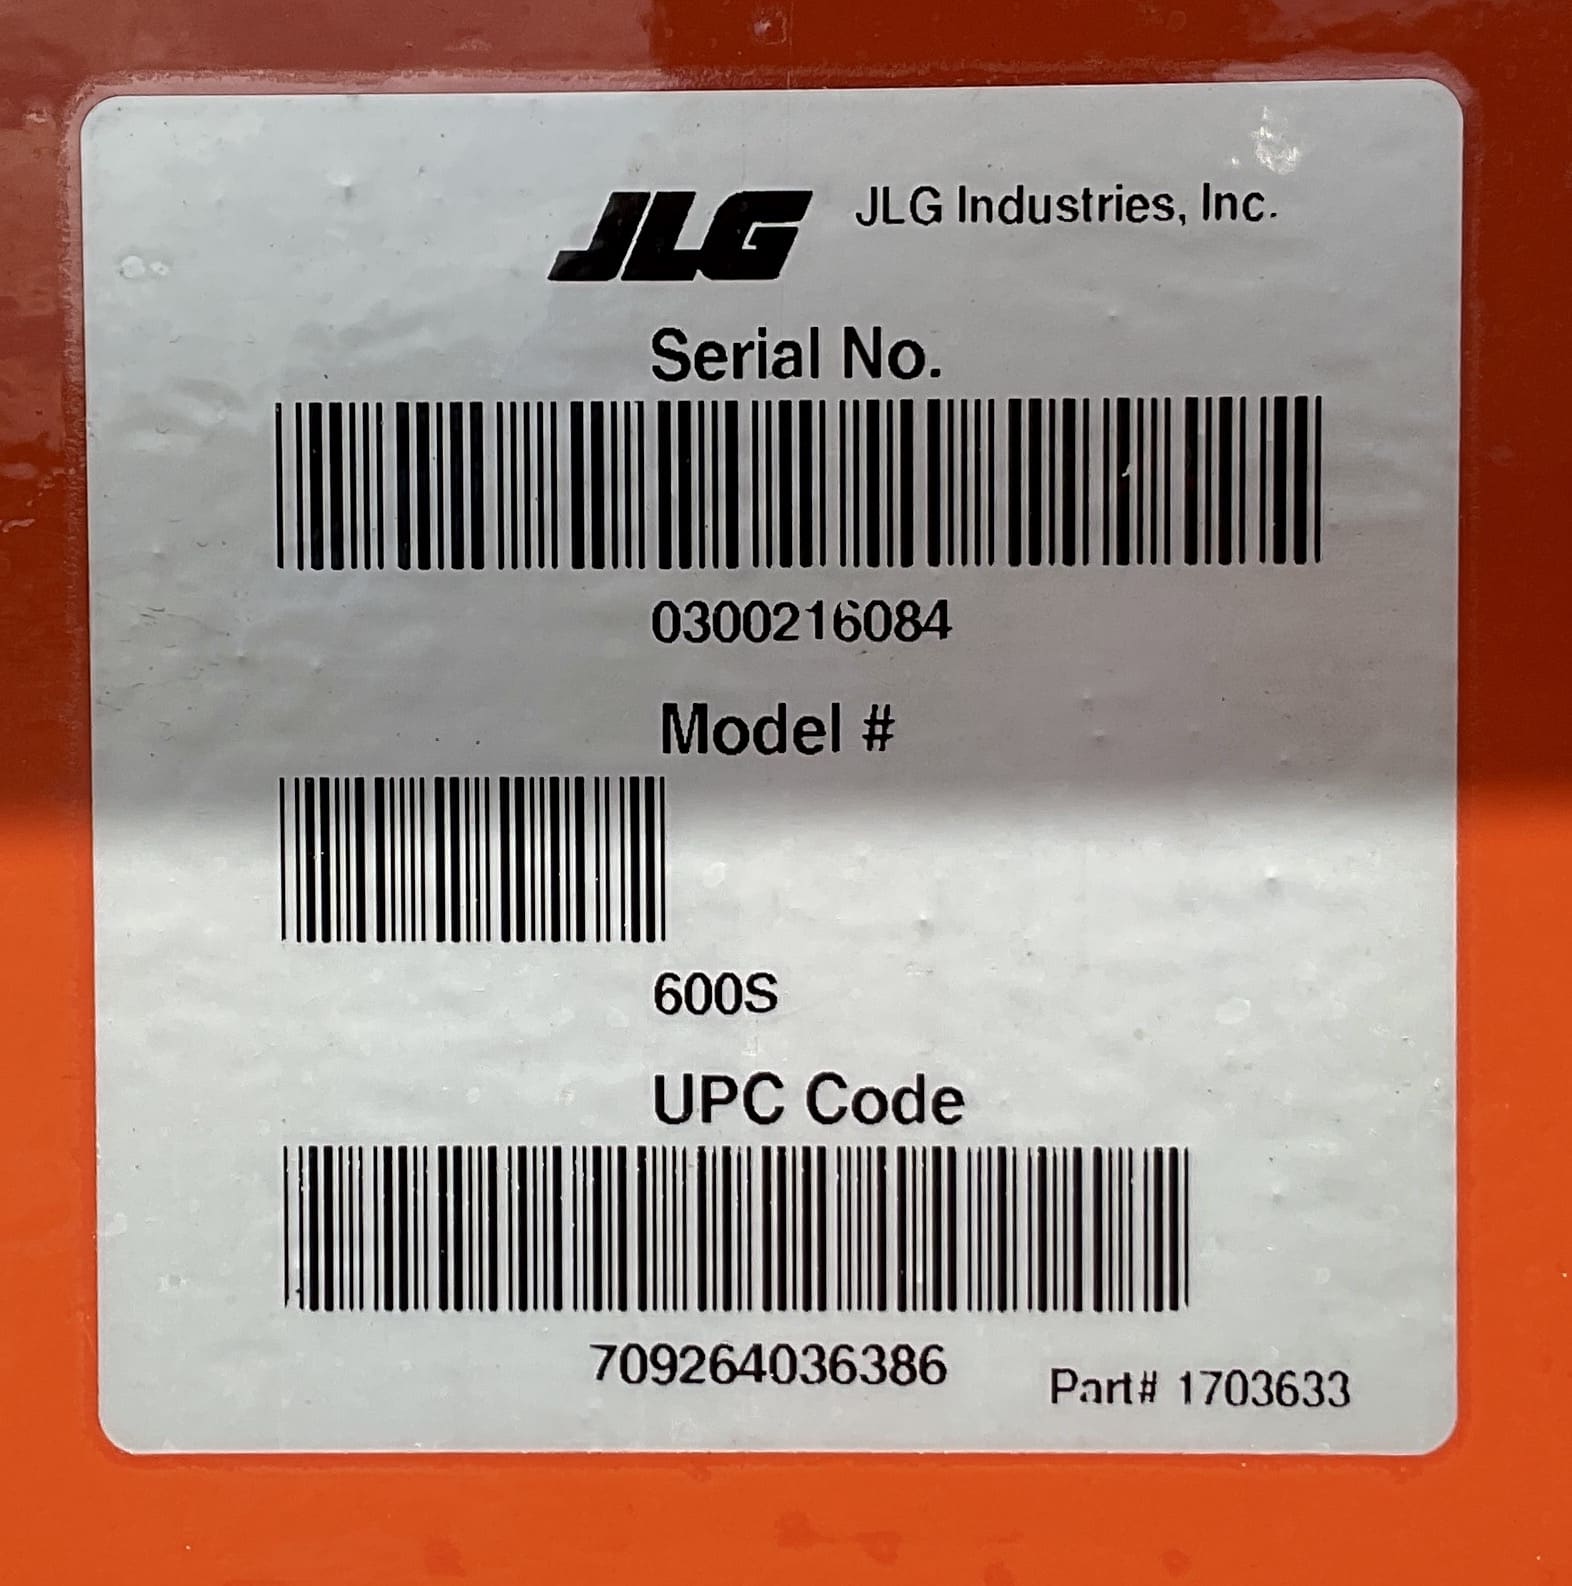 JLG JLG Industries, Inc.
Serial No.
0300216084
Model #
600S
UPC Code
709264036386
Part# 1703633